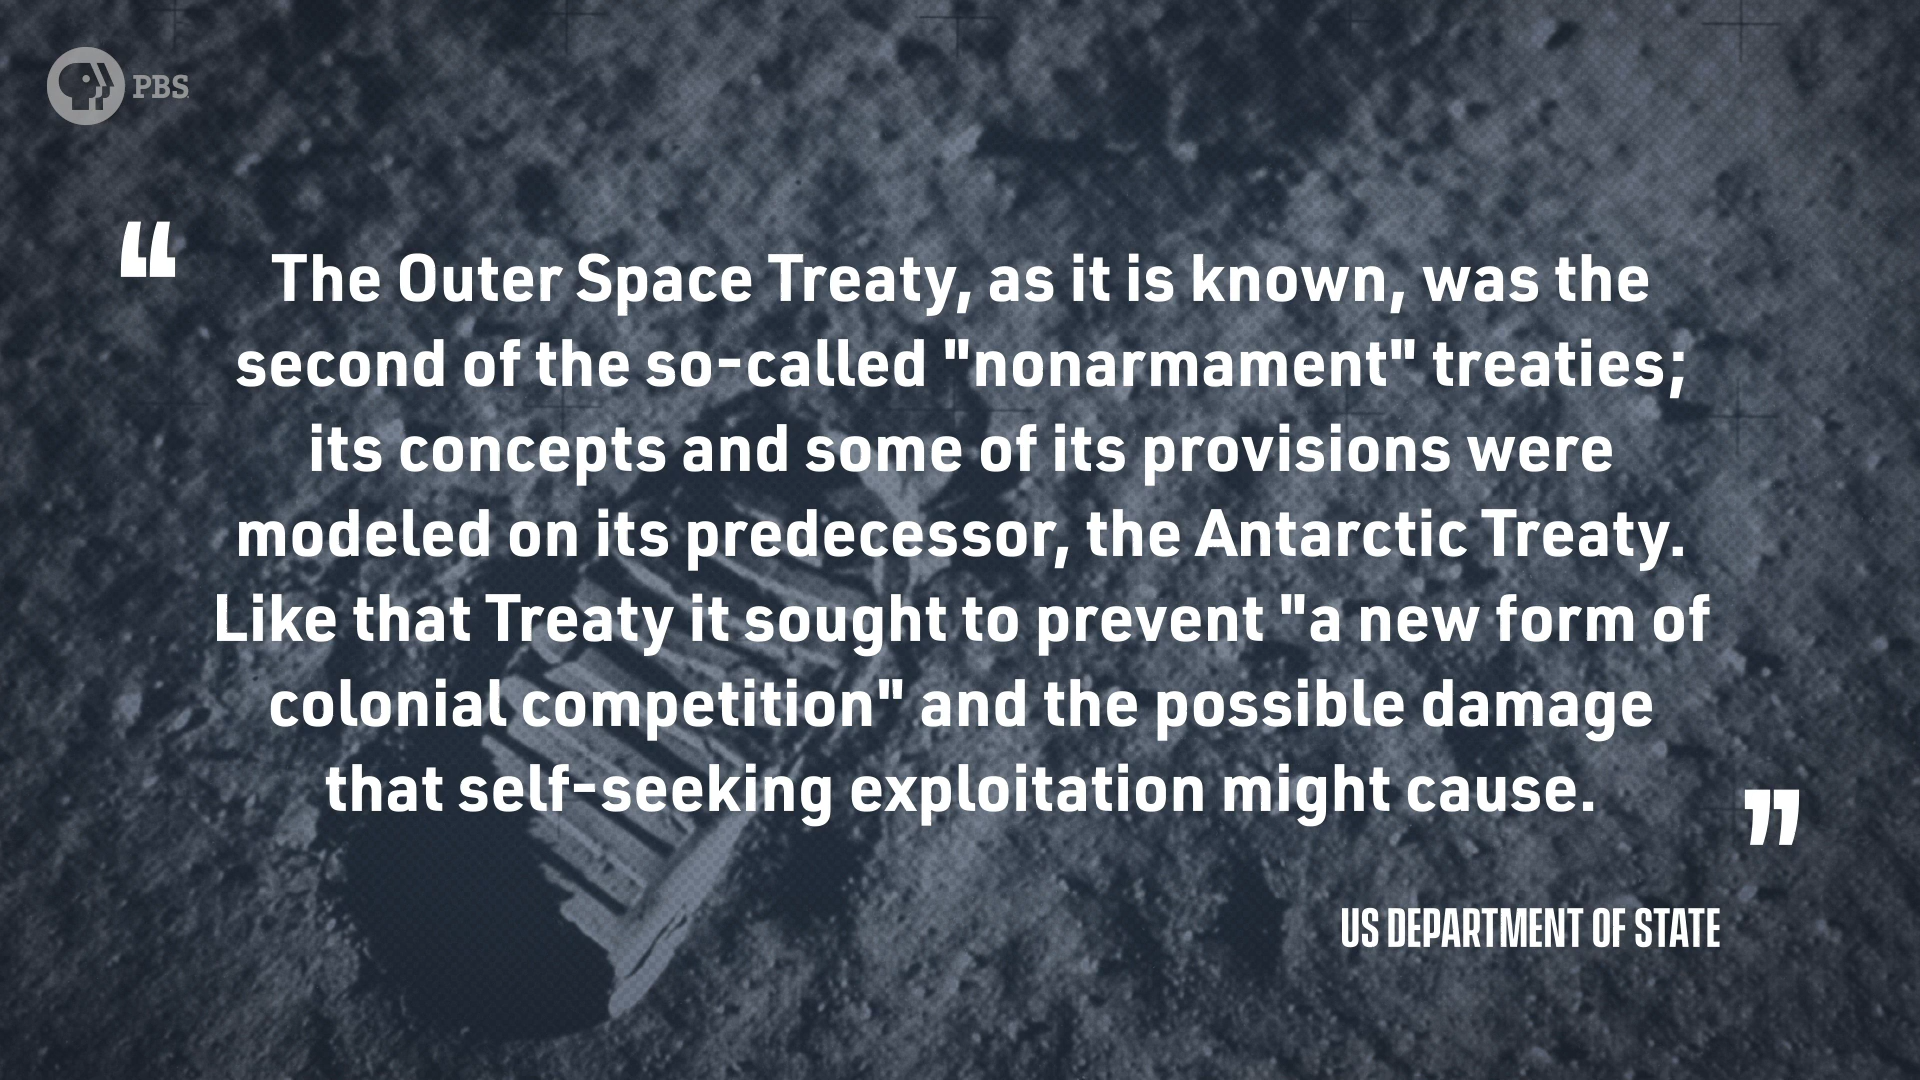 PBS
“
The Outer Space Treaty, as it is known, was the
second of the so-called "nonarmament" treaties;
its concepts and some of its provisions were
modeled on its predecessor, the Antarctic Treaty.
Like that Treaty it sought to prevent "a new form of
colonial competition" and the possible damage
that self-seeking exploitation might cause.
”
US DEPARTMENT OF STATE